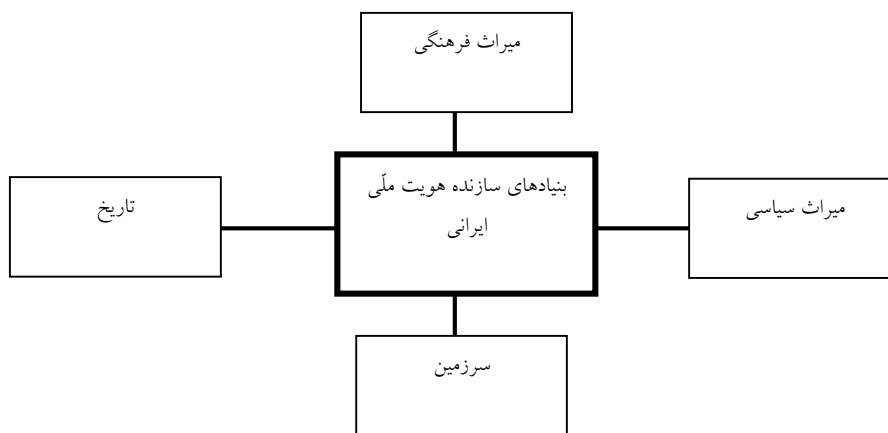 میراث فرهنگی
میراث سیاسی
بنیادهای سازنده هویت ملّی
ایرانی
تاریخ
سرزمین